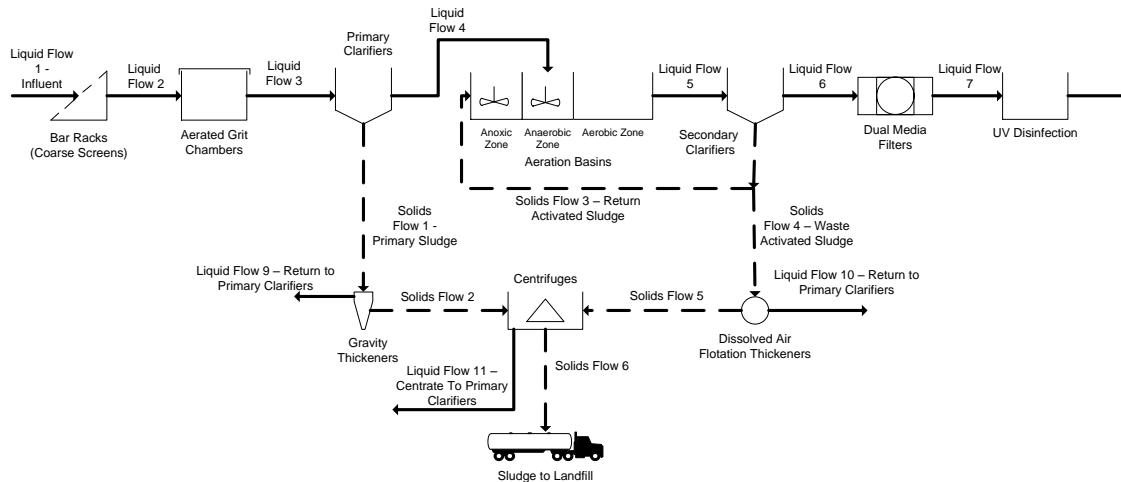 Liquid Flow
1 -
Influent
Liquid
Flow 2
Liquid
Flow 3
Primary
Clarifiers
Liquid
Flow 4
Liquid Flow
5
Liquid Flow
6
Liquid Flow
7
Bar Racks
(Coarse Screens)
Aerated Grit
Chambers
Anoxic
Zone
Anaerobic
Zone
Aerobic Zone
Aeration Basins
Secondary
Clarifiers
Dual Media
Filters
UV Disinfection
Solids Flow 3 – Return
Activated Sludge
Solids
Flow 1 -
Primary Sludge
Solids
Flow 4 – Waste
Activated Sludge
Liquid Flow 9 – Return to
Primary Clarifiers
Solids Flow 2
Centrifuges
Solids Flow 5
Liquid Flow 10 – Return to
Primary Clarifiers
Gravity
Thickeners
Dissolved Air
Flotation Thickeners
Liquid Flow 11 –
Centrate To Primary
Clarifiers
Solids Flow 6
Sludge to Landfill